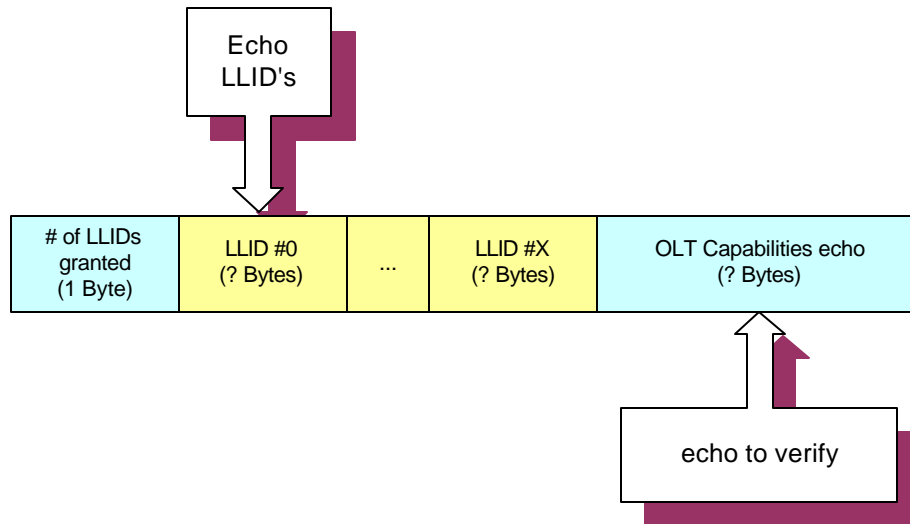 Echo
LLID's
# of LLIDs
granted
(1 Byte)
LLID #0
(? Bytes)
...
LLID #X
(? Bytes)
OLT Capabilities echo
(? Bytes)
echo to verify